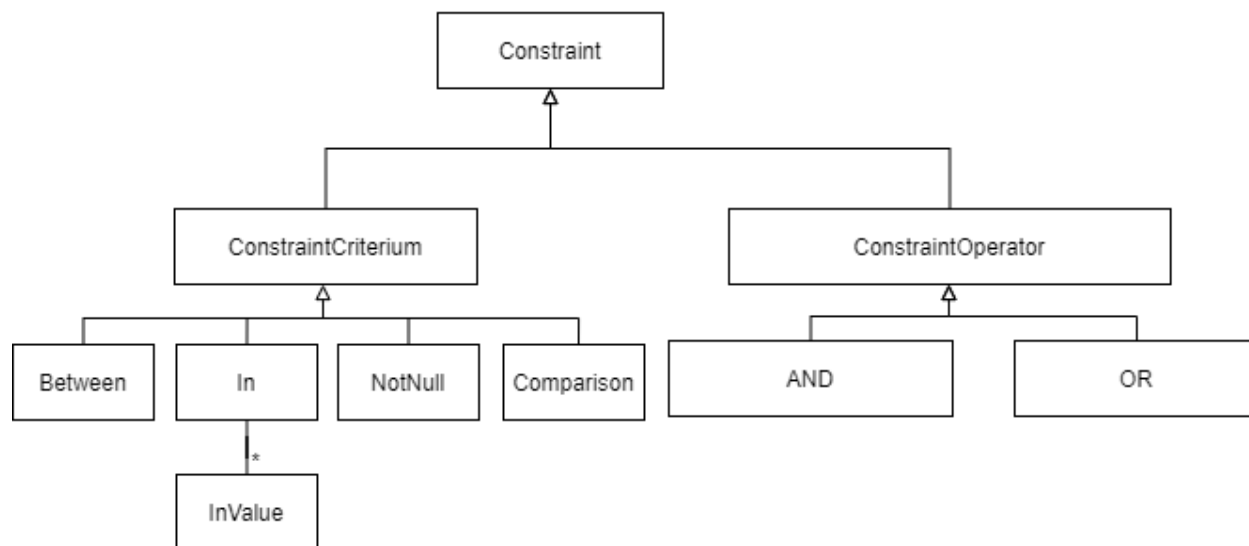 Constraint
ConstraintCriterium
ConstraintOperator
Between
In
NotNull
Comparison
AND
OR
*
InValue